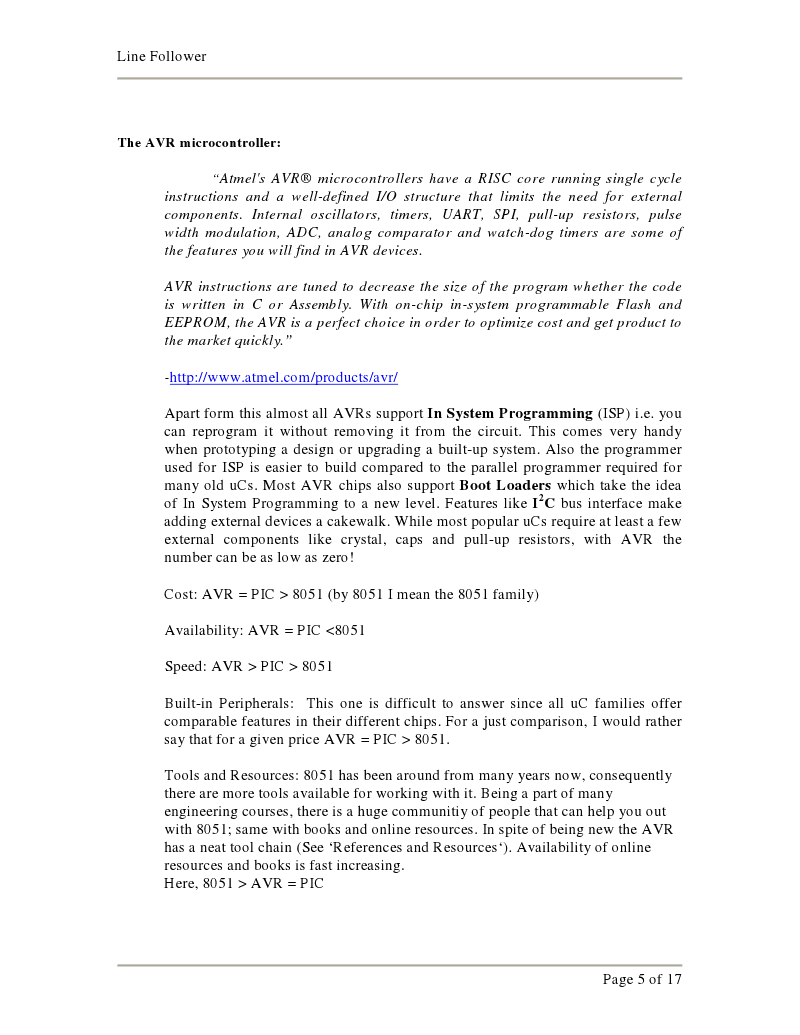 Line Follower
The AVR microcontroller:
“Atmel's AVR® microcontrollers have a RISC core running single cycle
instructions and a well-defined I/O structure that limits the need for external
components. Internal oscillators, timers, UART, SPI, pull-up resistors, pulse
width modulation, ADC, analog comparator and watch-dog timers are some of
the features you will find in AVR devices.
AVR instructions are tuned to decrease the size of the program whether the code
is written in C or Assembly. With on-chip in-system programmable Flash and
EEPROM, the AVR is a perfect choice in order to optimize cost and get product to
the market quickly.”
-http://www.atmel.com/products/avr/
Apart form this almost all AVRs support In System Programming (ISP) i.e. you
can reprogram it without removing it from the circuit. This comes very handy
when prototyping a design or upgrading a built-up system. Also the programmer
used for ISP is easier to build compared to the parallel programmer required for
many old uCs. Most AVR chips also support Boot Loaders which take the idea
of In System Programming to a new level. Features like I²C bus interface make
adding external devices a cakewalk. While most popular uCs require at least a few
external components like crystal, caps and pull-up resistors, with AVR the
number can be as low as zero!
Cost: AVR = PIC > 8051 (by 8051 I mean the 8051 family)
Availability: AVR = PIC <8051
Speed: AVR > PIC > 8051
Built-in Peripherals:  This one is difficult to answer since all uC families offer
comparable features in their different chips. For a just comparison, I would rather
say that for a given price AVR = PIC > 8051.
Tools and Resources: 8051 has been around from many years now, consequently
there are more tools available for working with it. Being a part of many
engineering courses, there is a huge communitiy of people that can help you out
with 8051; same with books and online resources. In spite of being new the AVR
has a neat tool chain (See ‘References and Resources‘). Availability of online
resources and books is fast increasing.
Here, 8051 > AVR = PIC
Page 5 of 17